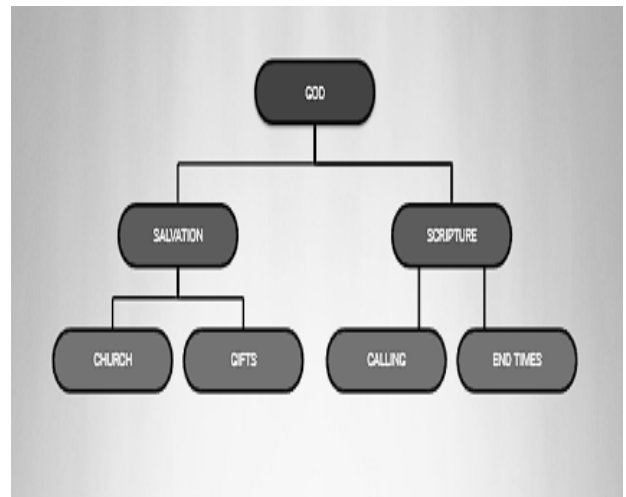 GOD
SALVATION
SCRIPTURE
CHURCH
GIFTS
CALLING
END TIMES